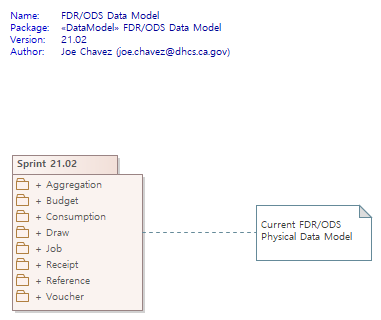 Name: FDR/ODS Data Model
Package: «DataModel» FDR/ODS Data Model
Version: 21.02
Author: Joe Chavez (joe.chavez@dhcs.ca.gov)
Sprint 21.02
+ Aggregation
+ Budget
+ Consumption
+ Draw
+ Job
+ Receipt
+ Reference
+ Voucher
Current FDR/ODS
Physical Data Model